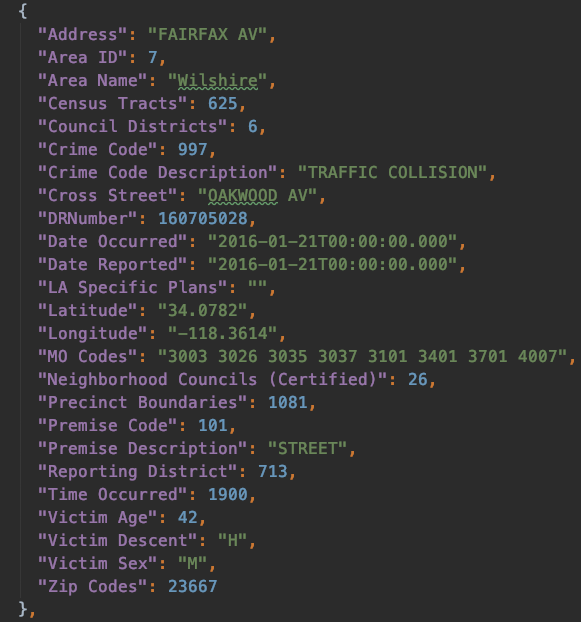 {
"Address": "FAIRFAX AV",
"Area ID": 7,
"Area Name": "Wilshire",
"Census Tracts": 625,
"Council Districts": 6,
"Crime Code": 997,
"Crime Code Description": "TRAFFIC COLLISION",
"Cross Street": "OAKWOOD AV",
"DRNumber": 160705028,
"Date Occurred": "2016-01-21T00:00:00.000",
"Date Reported": "2016-01-21T00:00:00.000",
"LA Specific Plans": "",
"Latitude": "34.0782",
"Longitude": "-118.3614",
"MO Codes": "3003 3026 3035 3037 3101 3401 3701 4007",
"Neighborhood Councils (Certified)": 26,
"Precinct Boundaries": 1081,
"Premise Code": 101,
"Premise Description": "STREET",
"Reporting District": 713,
"Time Occurred": 1900,
"Victim Age": 42,
"Victim Descent": "H",
"Victim Sex": "M",
"Zip Codes": 23667
},